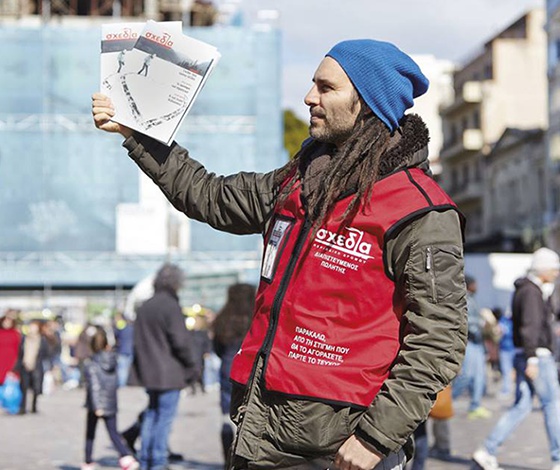 σχεδία
σχεδία
σχεδία
ΔΙΑΠΙΣΤΕΥΜΕΝΟΣ
ΠΩΛΗΤΗΣ
ΠΑΡΑΚΑΛΩ,
ΑΠΟ ΤΗ ΣΤΙΓΜΗ ΠΟΥ
ΘΑ ΤΟ ΑΓΟΡΑΣΕΤΕ,
ΠΑΡΤΕ ΤΟ ΤΕΥΧΟΣ